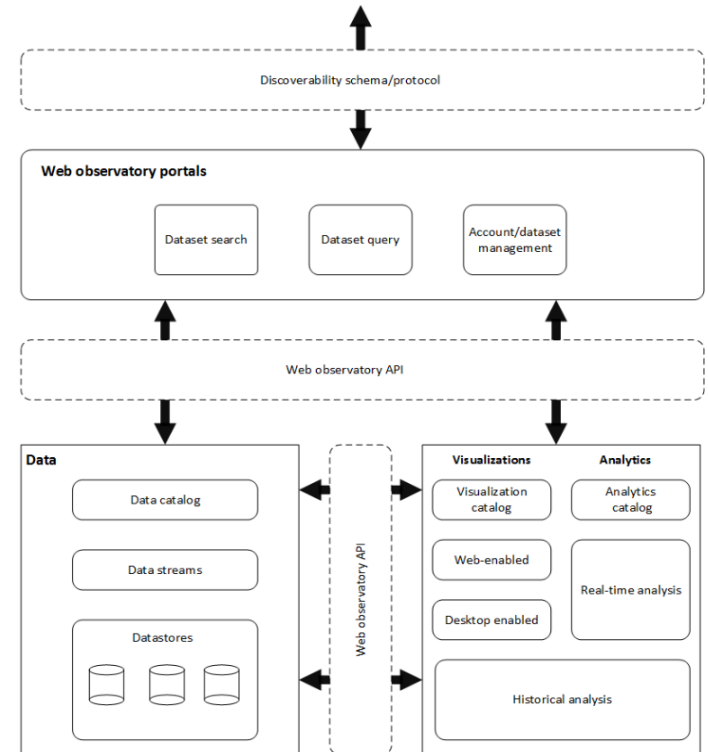 Discoverability schema/protocol
Web observatory portals
Dataset search
Dataset query
Account/dataset
management
Web observatory API
Data
Data catalog
Data streams
Datastores
Web observatory API
Visualizations
Analytics
Visualization
catalog
Analytics
catalog
Web-enabled
Real-time analysis
Desktop enabled
Historical analysis